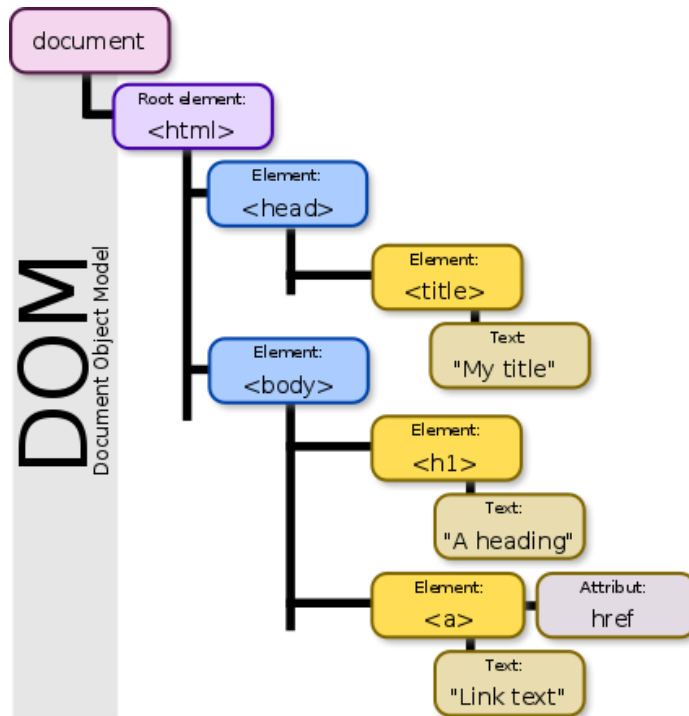 document
Root element:
<html>
Element:
<head>
Element:
<title>
Text
"My title"
Element:
<body>
Element:
<h1>
Text:
"A heading"
Element:
<a>
Attribut:
href
Text:
"Link text"
DOM
Document Object Model